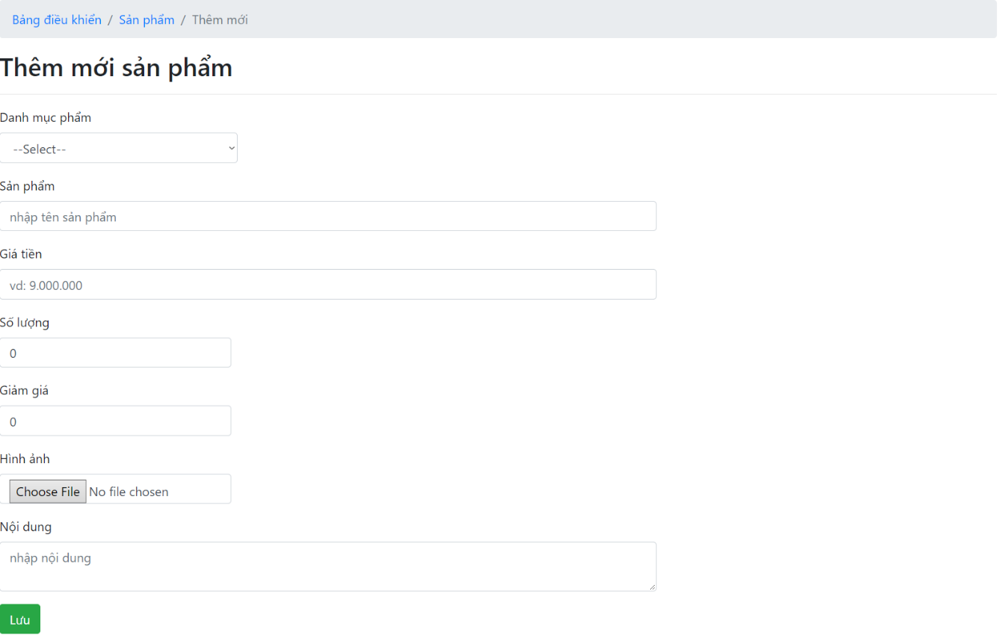 Bảng điều khiển / Sản phẩm / Thêm mới
Thêm mới sản phẩm
Danh mục phẩm
--Select--
Sản phẩm
nhập tên sản phẩm
Giá tiền
vd: 9.000.000
Số lượng
0
Giảm giá
0
Hình ảnh
Choose File No file chosen
Nội dung
nhập nội dung
Lưu